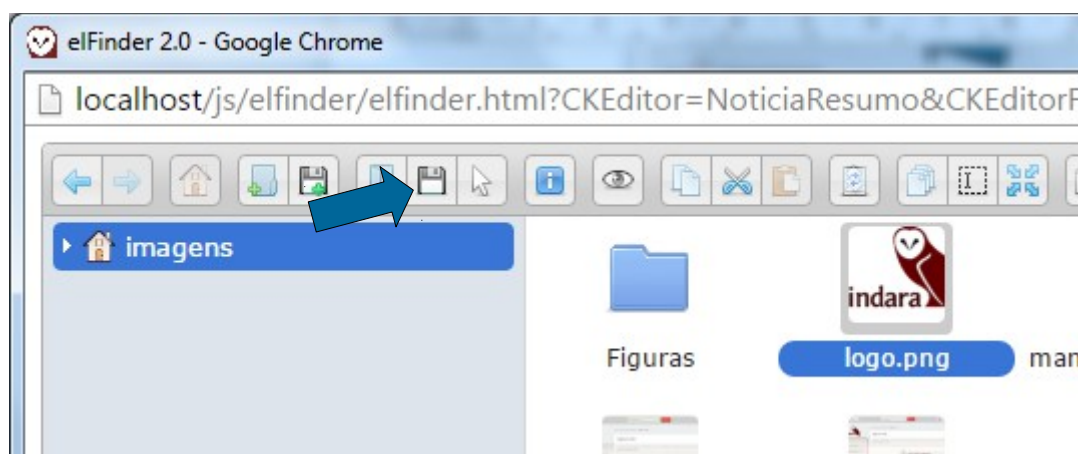 elFinder 2.0 - Google Chrome
localhost/js/elfinder/elfinder.html?CKEditor=NoticiaResumo&CKEditorF
imagens
indara
Figuras
logo.png
man